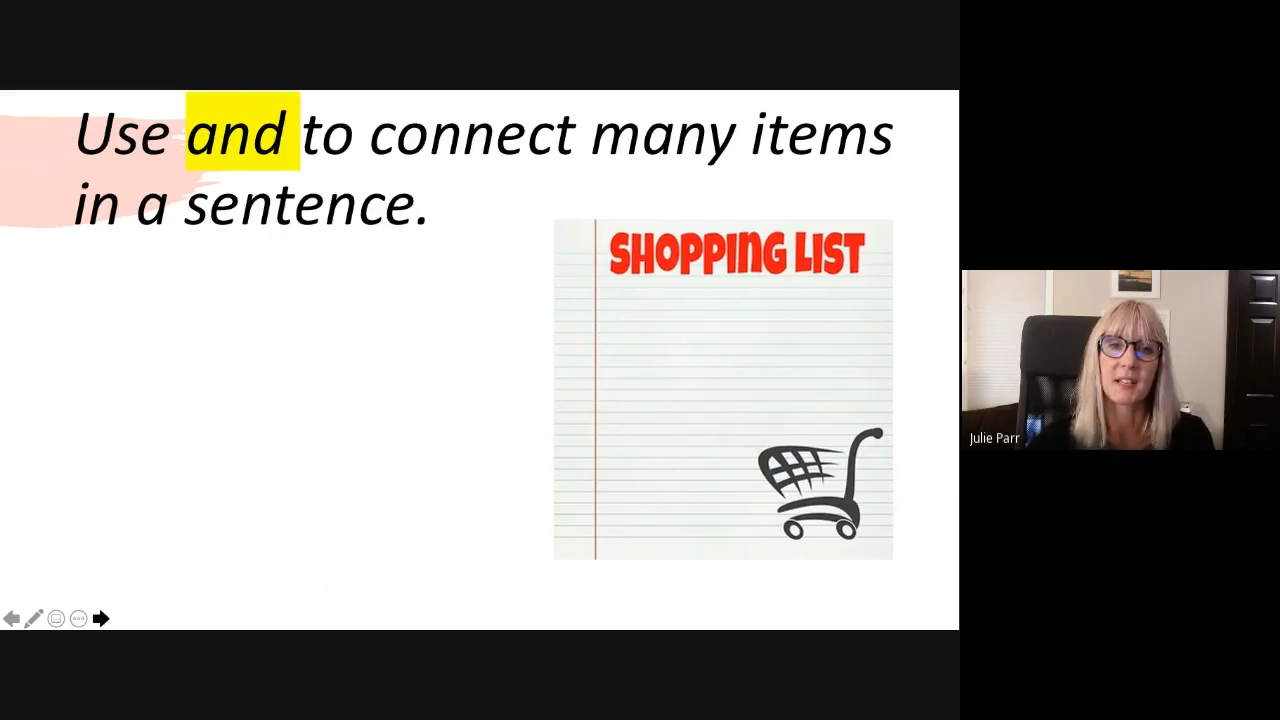 Use and to connect many items
in a sentence.
SHOPPING LIST
Julie Parr